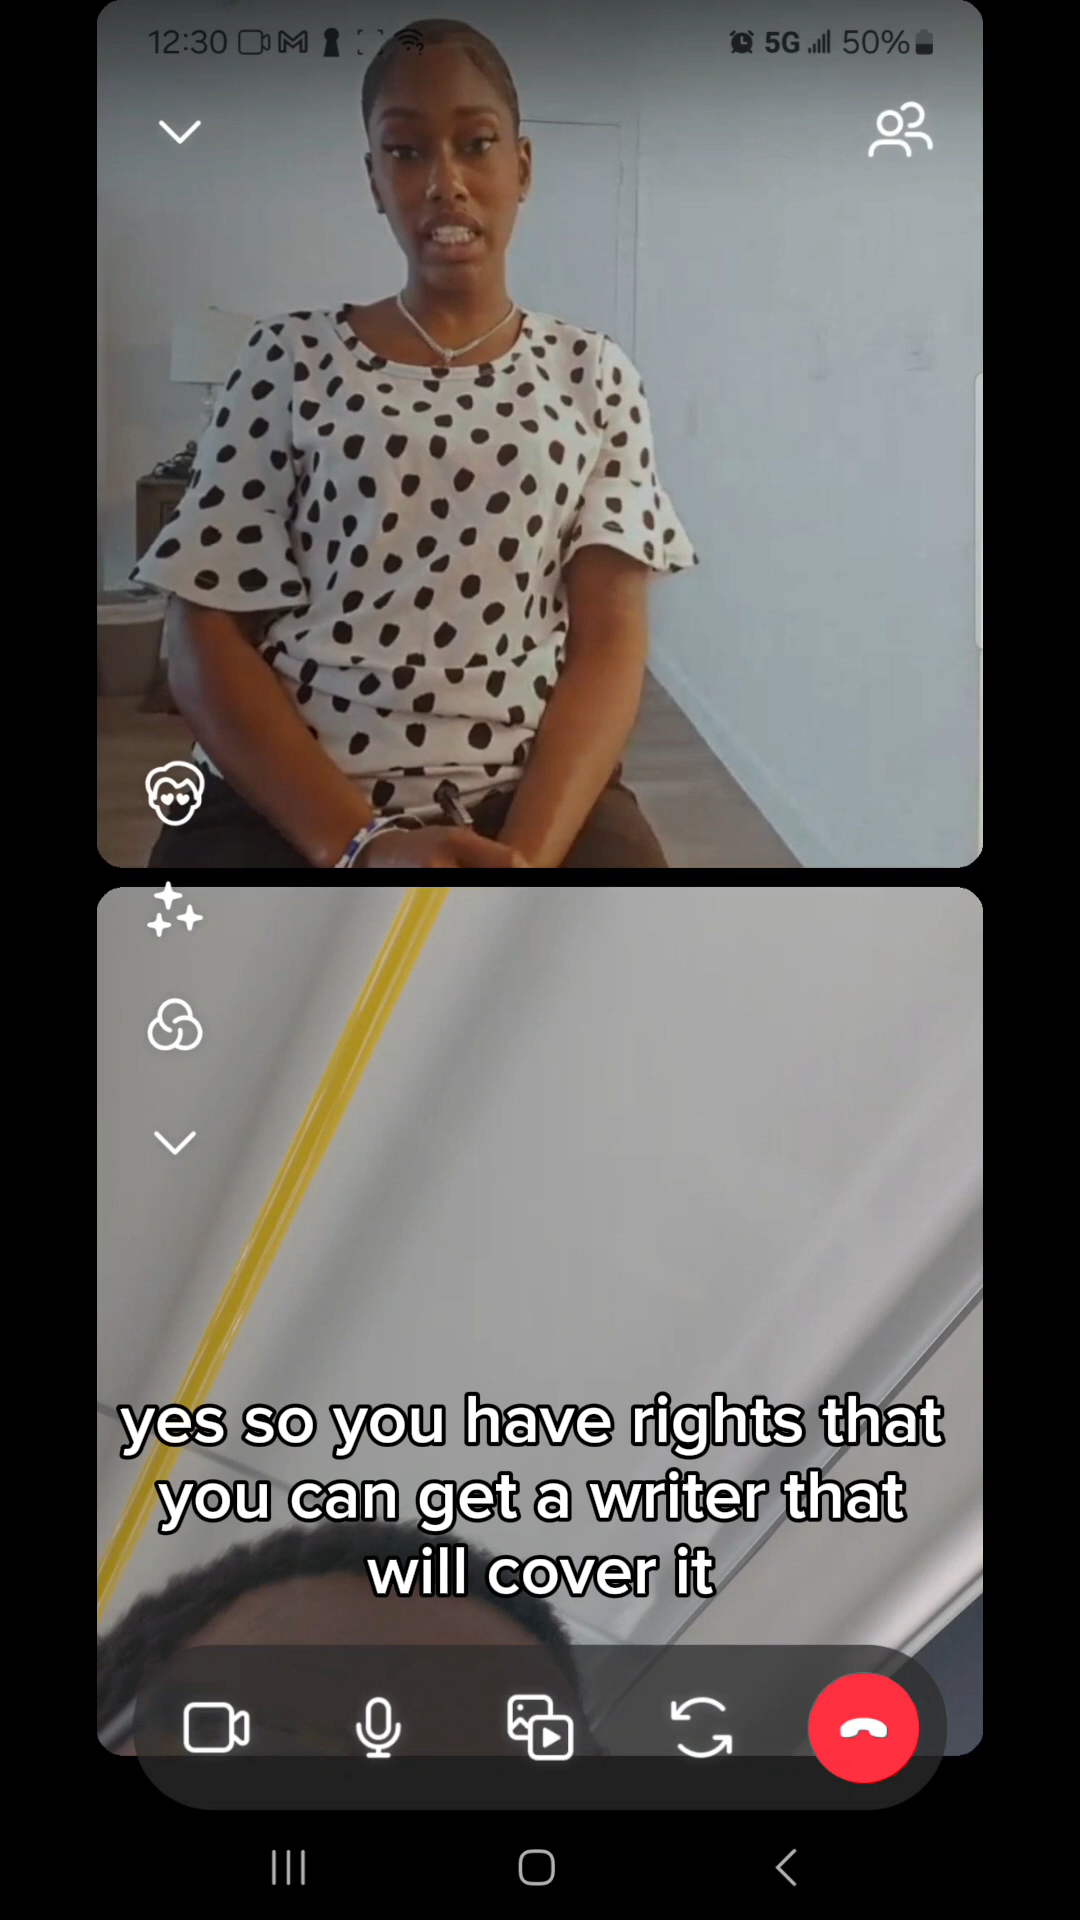 12:30
5G
50%
yes so you have rights that
you can get a writer that
will cover it